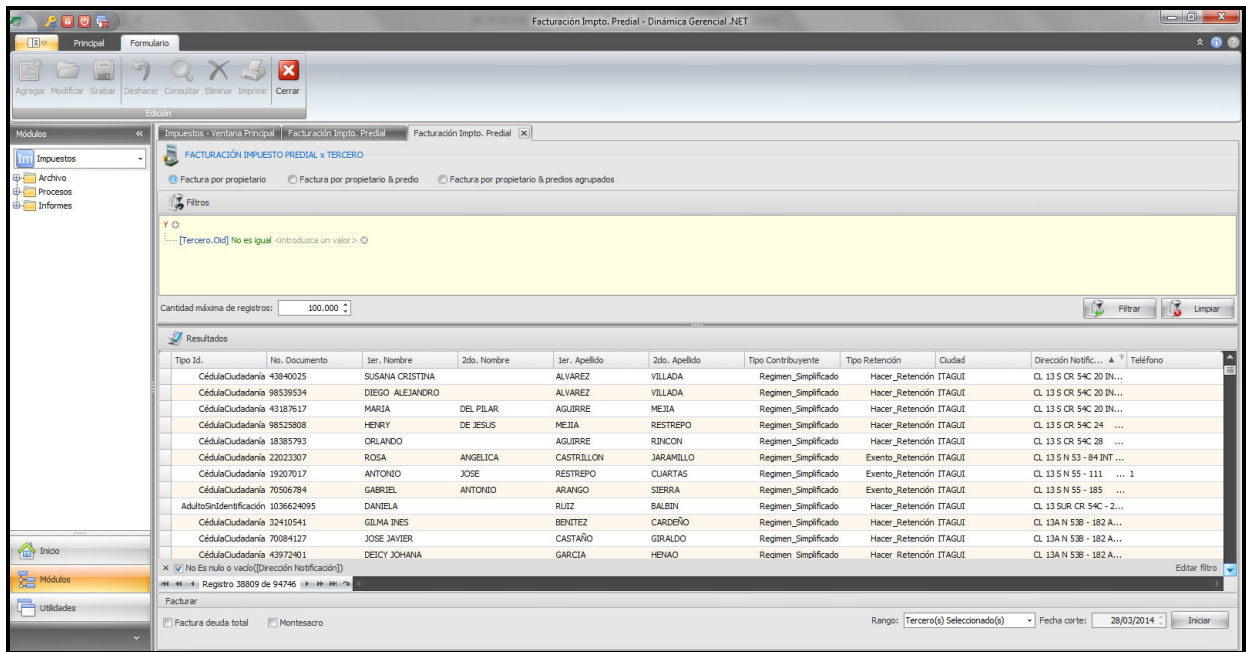 Facturación Impto. Predial - Dinámica Gerencial .NET
Principal Formulario
Agregar Modificar Grabar Deshacer Consultar Eliminar Imprimir Cerrar
Edición
Módulos
Impuestos - Ventana Principal Facturación Impto. Predial Facturación Impto. Predial
Im Impuestos
Archivo
Procesos
Informes
FACTURACIÓN IMPUESTO PREDIAL x TERCERO
Factura por propietario Factura por propietario & predio Factura por propietario & predios agrupados
Filtros
Y
[Tercero.Oid] No es igual <introduzca un valor>
Cantidad máxima de registros: 100.000 Filtrar Limpiar
Resultados
Tipo Id. No. Documento 1er. Nombre 2do. Nombre 1er. Apellido 2do. Apellido Tipo Contribuyente Tipo Retención Ciudad Dirección Notific... Teléfono
CédulaCiudadanía 43840025 SUSANA CRISTINA ALVAREZ VILLADA Regimen_Simplificado Hacer_Retención ITAGUI CL 13 S CR 54C 20 IN...
CédulaCiudadanía 98539534 DIEGO ALEJANDRO ALVAREZ VILLADA Regimen_Simplificado Hacer_Retención ITAGUI CL 13 S CR 54C 20 IN...
CédulaCiudadanía 43187617 MARIA DEL PILAR AGUIRRE MEJIA Regimen_Simplificado Hacer_Retención ITAGUI CL 13 S CR 54C 20 IN...
CédulaCiudadanía 98525808 HENRY DE JESUS MEJIA RESTREPO Regimen_Simplificado Hacer_Retención ITAGUI CL 13 S CR 54C 24 ...
CédulaCiudadanía 18385793 ORLANDO AGUIRRE RINCON Regimen_Simplificado Hacer_Retención ITAGUI CL 13 S CR 54C 28 ...
CédulaCiudadanía 22023307 ROSA ANGELICA CASTRILLON JARAMILLO Regimen_Simplificado Exento_Retención ITAGUI CL 13 S N 53 - 84 INT ...
CédulaCiudadanía 19207017 ANTONIO JOSE RESTREPO CUARTAS Regimen_Simplificado Exento_Retención ITAGUI CL 13 S N 55 - 111 ... 1
CédulaCiudadanía 70506784 GABRIEL ANTONIO ARANGO SIERRA Regimen_Simplificado Exento_Retención ITAGUI CL 13 S N 55 - 185 ...
AdultoSinIdentificación 1036624095 DANIELA RUIZ BALBIN Regimen_Simplificado Hacer_Retención ITAGUI CL 13 SUR CR 54C - 2...
CédulaCiudadanía 32410541 GILMA INES BENITEZ CARDEÑO Regimen_Simplificado Hacer_Retención ITAGUI CL 13A N 53B - 182 A...
CédulaCiudadanía 70084127 JOSE JAVIER CASTAÑO GIRALDO Regimen_Simplificado Hacer_Retención ITAGUI CL 13A N 53B - 182 A...
CédulaCiudadanía 43972401 DEICY JOHANA GARCIA HENAO Regimen_Simplificado Hacer_Retención ITAGUI CL 13A N 53B - 182 A...
No Es nulo o vacío([Dirección Notificación]) Editar filtro
Registro 38809 de 94746
Inicio
Módulos
Utilidades
Facturar
Factura deuda total Montesacro Rango: Tercero(s) Seleccionado(s) Fecha corte: 28/03/2014 Iniciar